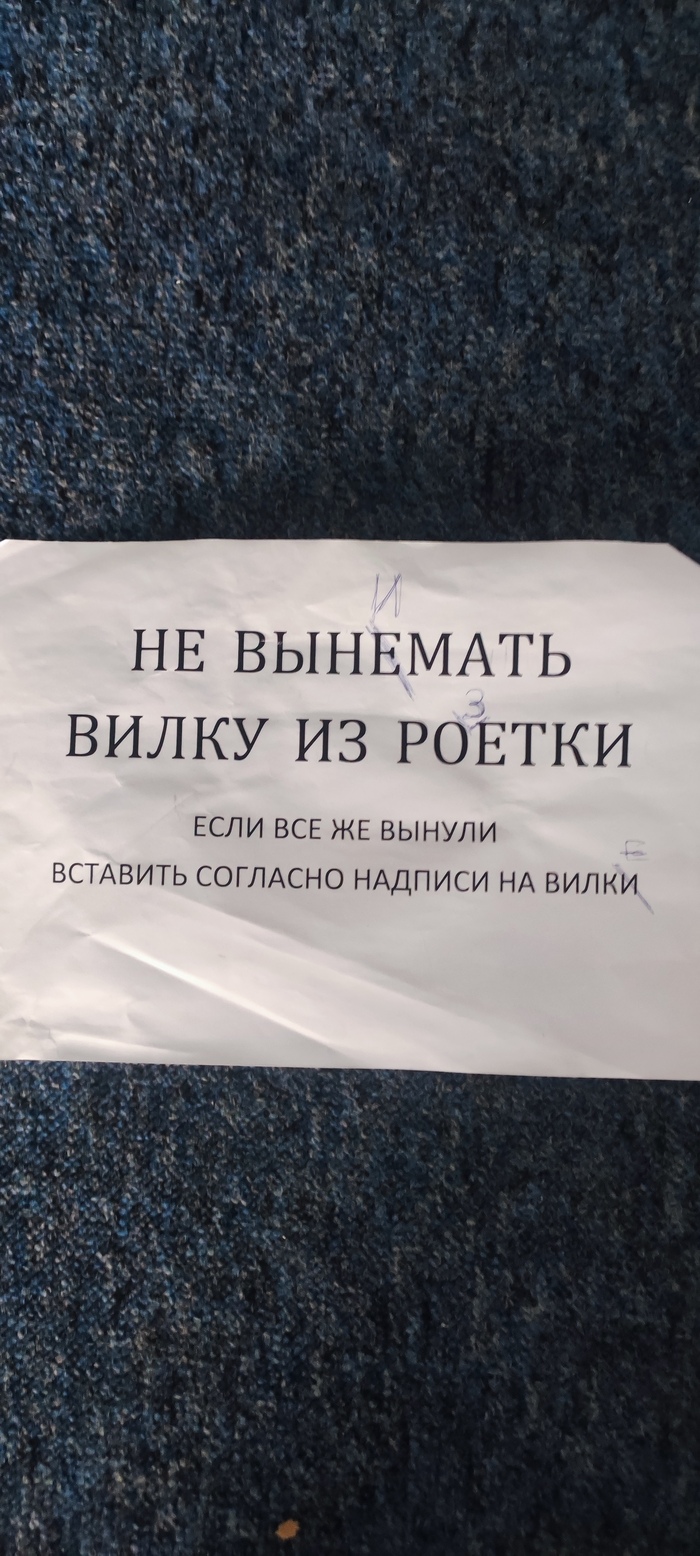 И
НЕ ВЫНЕМАТЬ
З
ВИЛКУ ИЗ РОЕТКИ
ЕСЛИ ВСЕ ЖЕ ВЫНУЛИ
Е
ВСТАВИТЬ СОГЛАСНО НАДПИСИ НА ВИЛКИ